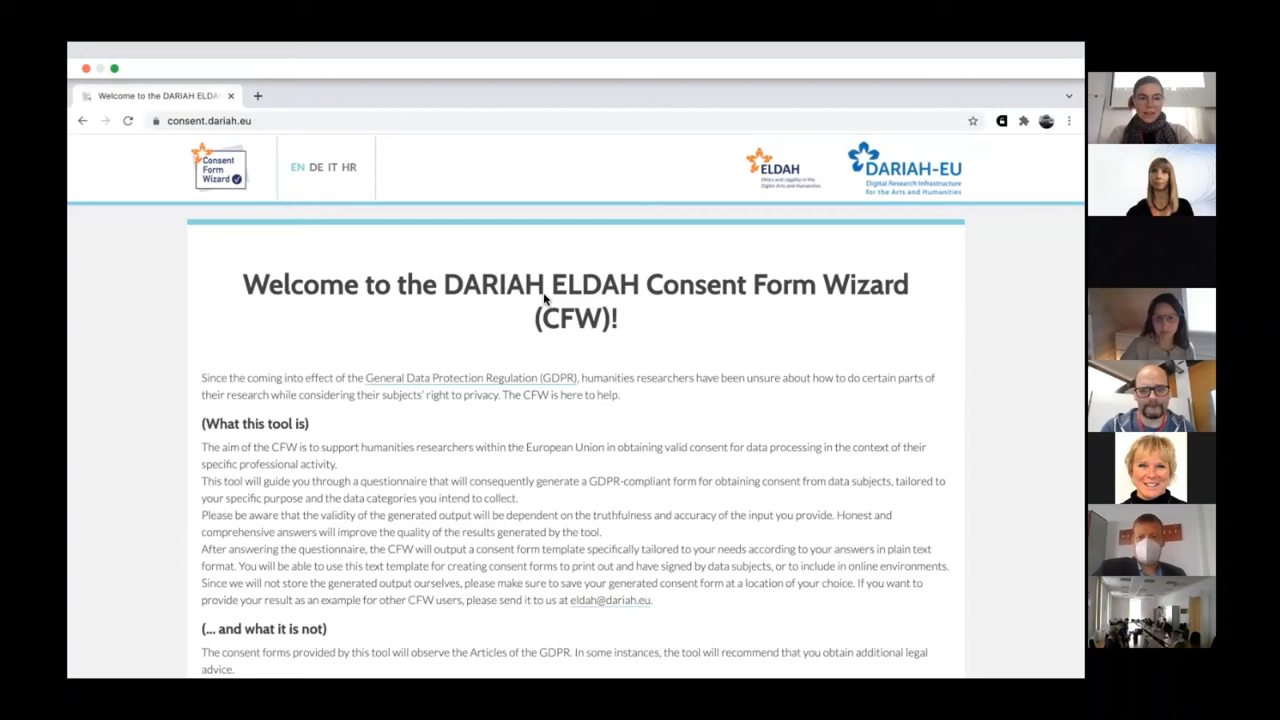 Welcome to the DARIAH ELDA
consent.dariah.eu
Consent
Form
Wizard
EN DE IT HR
ELDAH
Ethics and Legality in the
Digital Arts and Humanities
DARIAH-EU
Digital Research Infrastructure
for the Arts and Humanities
Welcome to the DARIAH ELDAH Consent Form Wizard
(CFW)!
Since the coming into effect of the General Data Protection Regulation (GDPR), humanities researchers have been unsure about how to do certain parts of
their research while considering their subjects' right to privacy. The CFW is here to help.
(What this tool is)
The aim of the CFW is to support humanities researchers within the European Union in obtaining valid consent for data processing in the context of their
specific professional activity.
This tool will guide you through a questionnaire that will consequently generate a GDPR-compliant form for obtaining consent from data subjects, tailored to
your specific purpose and the data categories you intend to collect.
Please be aware that the validity of the generated output will be dependent on the truthfulness and accuracy of the input you provide. Honest and
comprehensive answers will improve the quality of the results generated by the tool.
After answering the questionnaire, the CFW will output a consent form template specifically tailored to your needs according to your answers in plain text
format. You will be able to use this text template for creating consent forms to print out and have signed by data subjects, or to include in online environments.
Since we will not store the generated output ourselves, please make sure to save your generated consent form at a location of your choice. If you want to
provide your result as an example for other CFW users, please send it to us at eldah@dariah.eu.
(... and what it is not)
The consent forms provided by this tool will observe the Articles of the GDPR. In some instances, the tool will recommend that you obtain additional legal
advice.